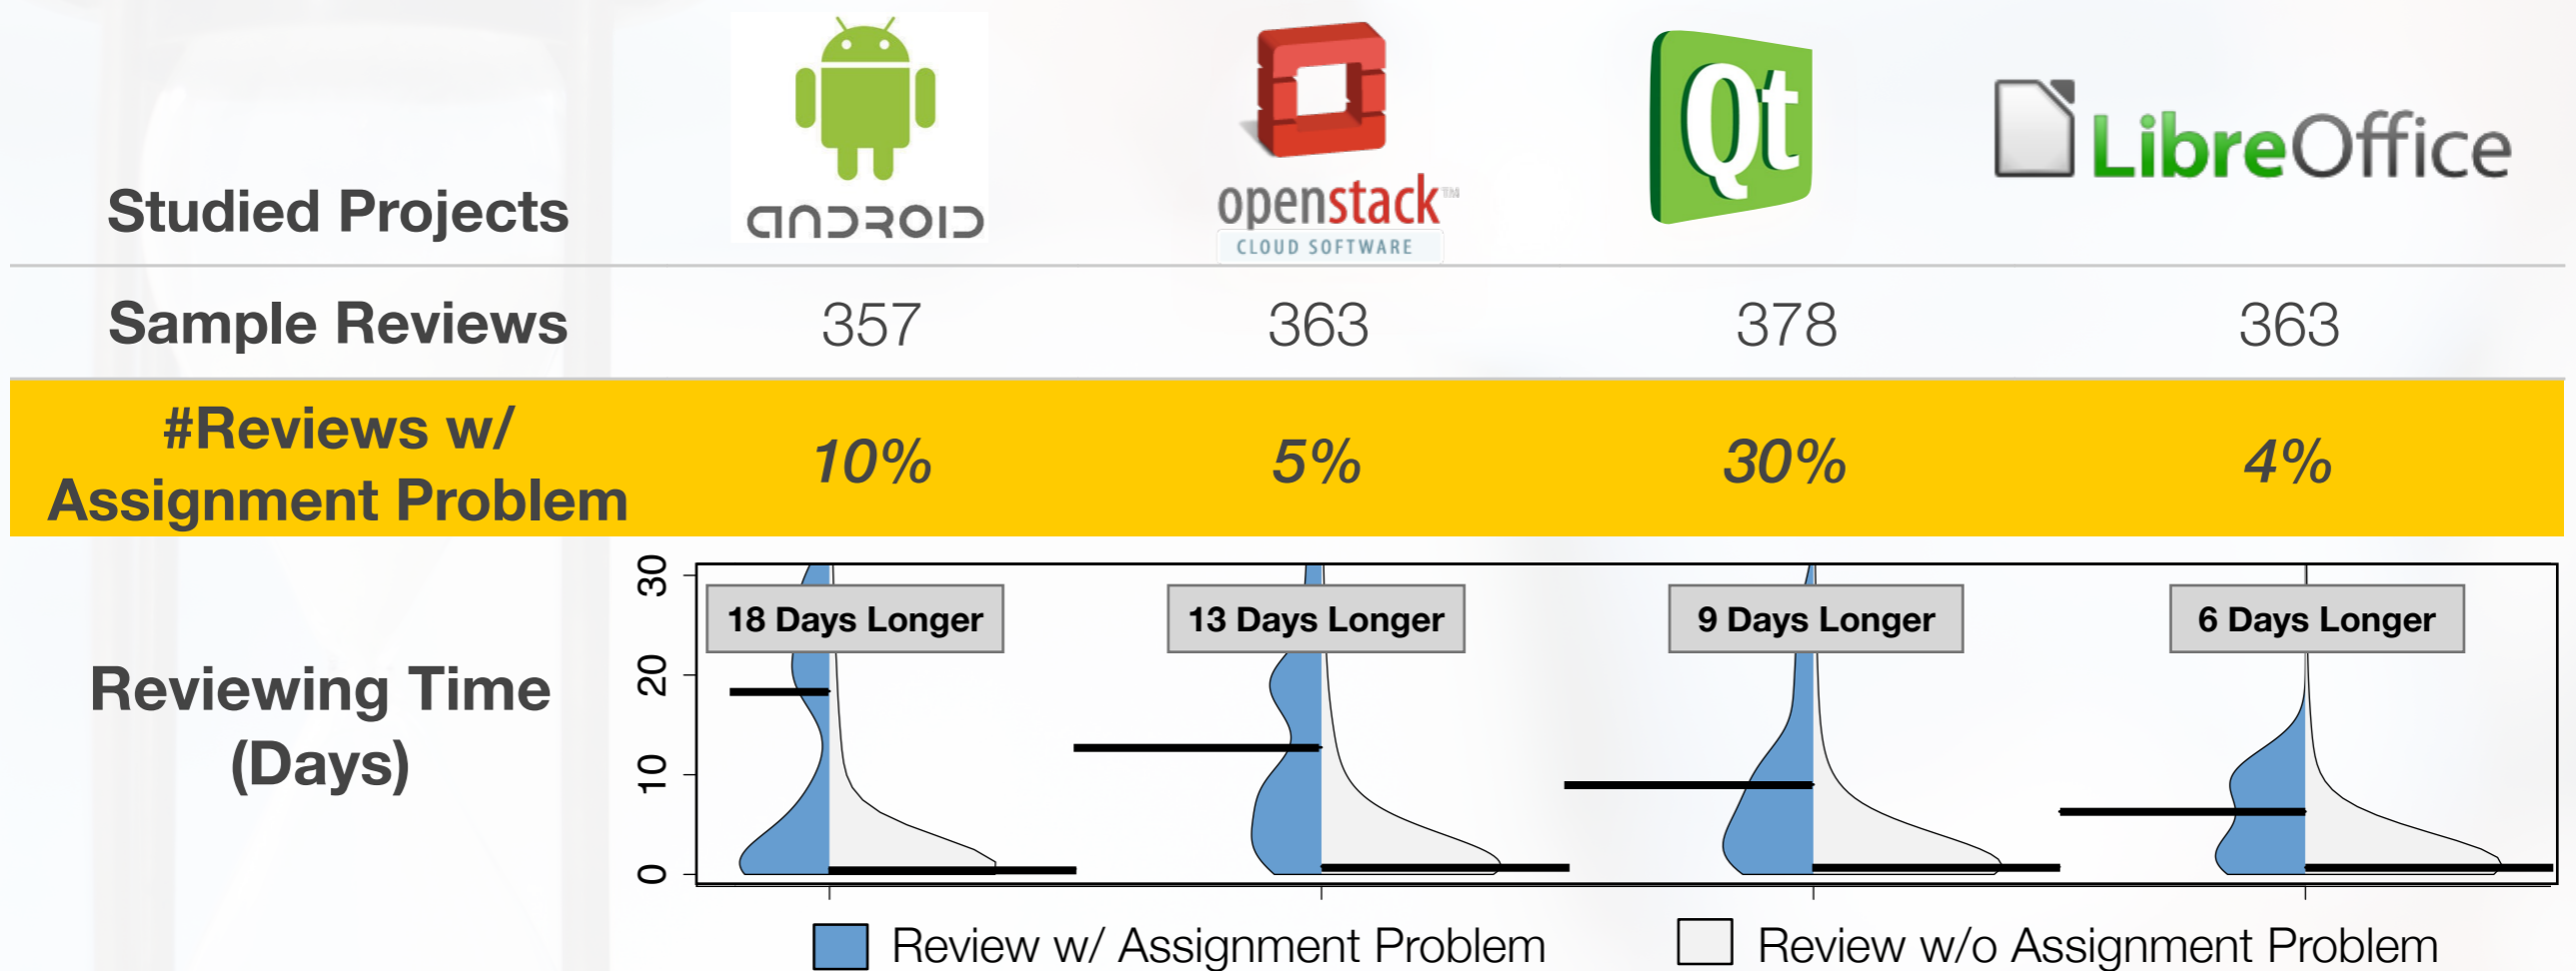 Studied Projects
ANDROID
openstack™
CLOUD SOFTWARE
Qt
LibreOffice
Sample Reviews
357
363
378
363
#Reviews w/
Assignment Problem
10%
5%
30%
4%
Reviewing Time
(Days)
30
20
10
0
18 Days Longer
13 Days Longer
9 Days Longer
6 Days Longer
Review w/ Assignment Problem
Review w/o Assignment Problem